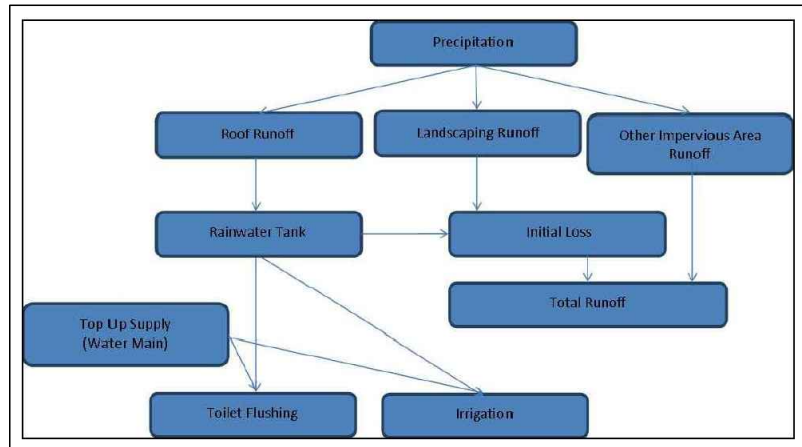 Precipitation
Roof Runoff
Landscaping Runoff
Other Impervious Area
Runoff
Rainwater Tank
Initial Loss
Total Runoff
Top Up Supply
(Water Main)
Toilet Flushing
Irrigation